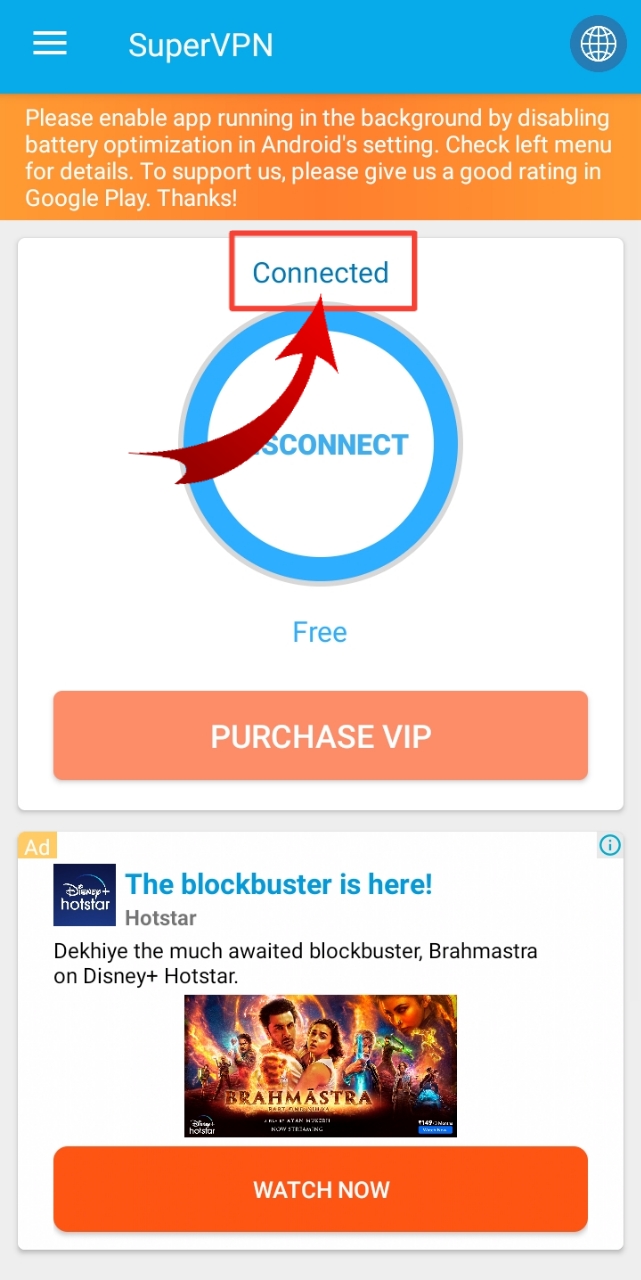 SuperVPN
Please enable app running in the background by disabling
battery optimization in Android's setting. Check left menu
for details. To support us, please give us a good rating in
Google Play. Thanks!
Connected
SCONNECT
Free
PURCHASE VIP
Ad
The blockbuster is here!
Disney+
hotstar
Hotstar
Dekhiye the much awaited blockbuster, Brahmastra
on Disney+ Hotstar.
BRAHMĀSTRA
Disney+
hotstar
NOW STREAMING
₹149
WATCH NOW